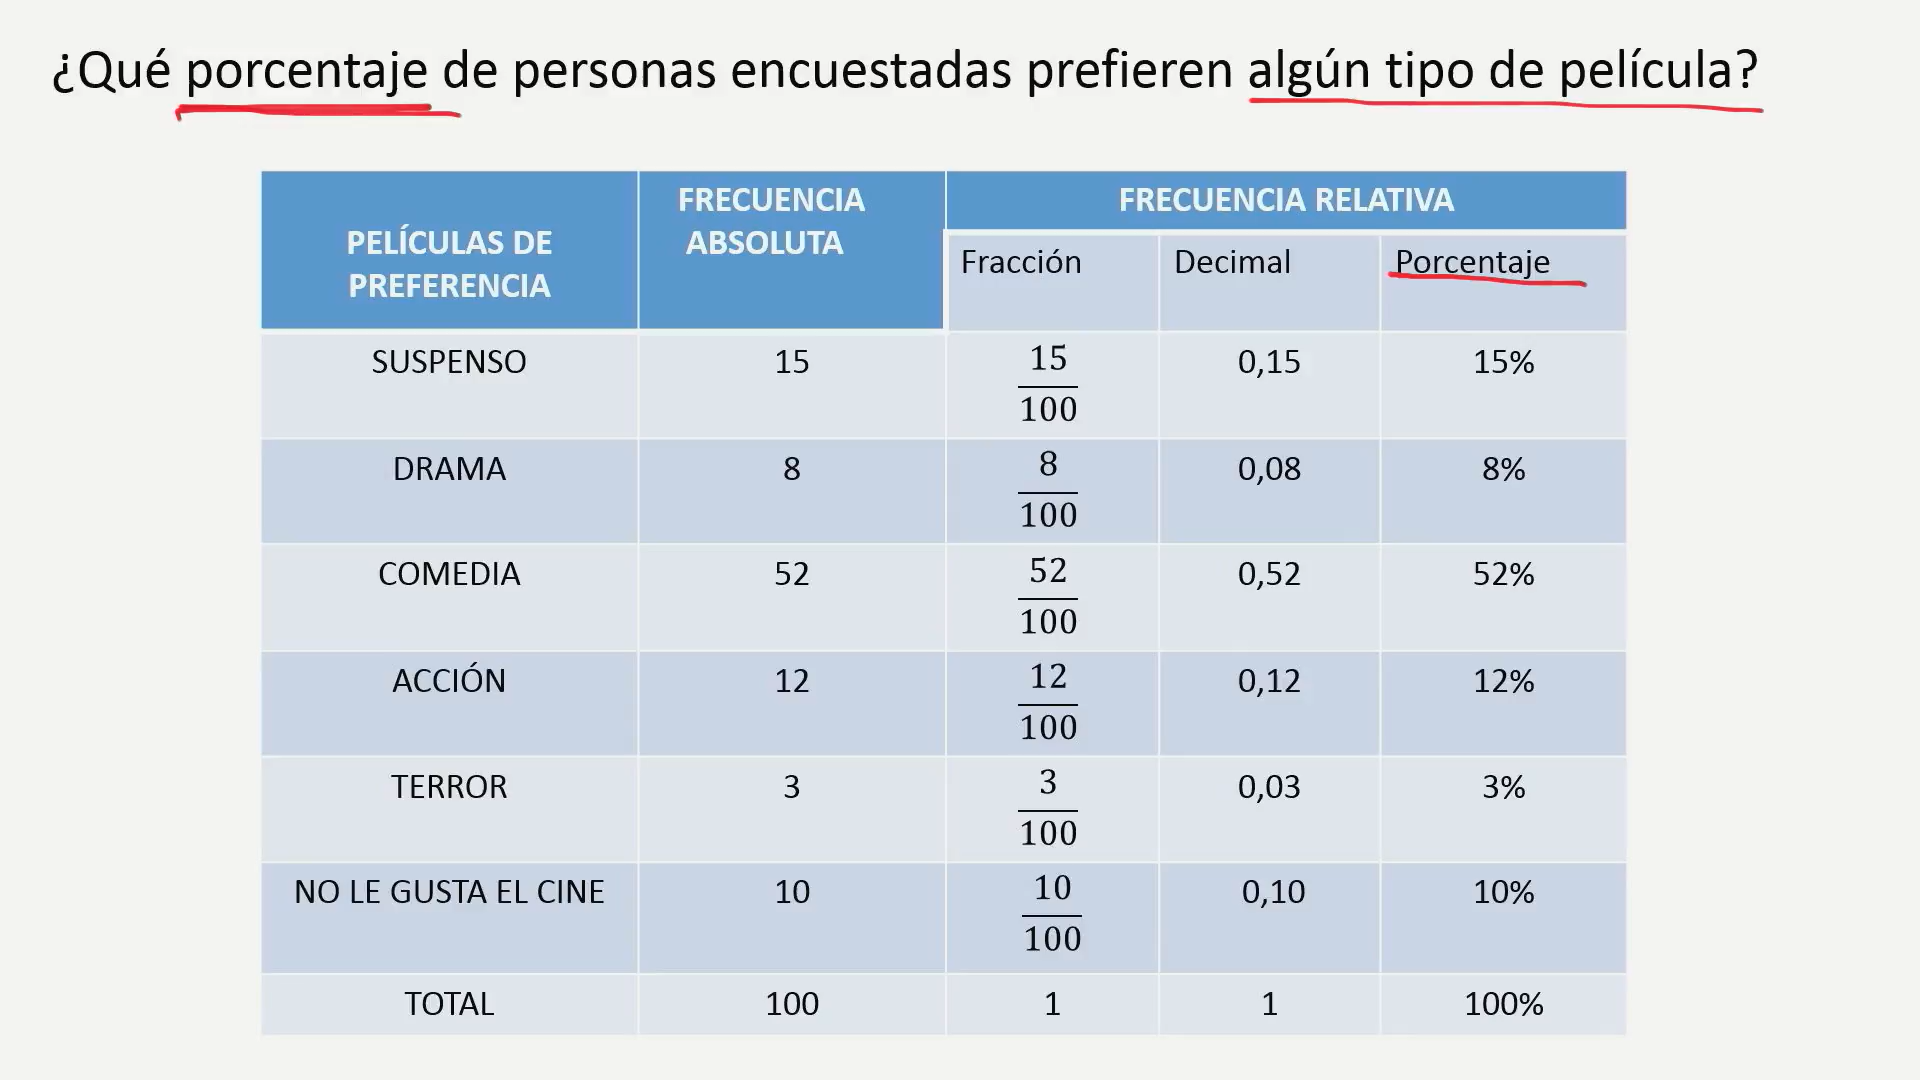 ¿Qué porcentaje de personas encuestadas prefieren algún tipo de película?
PELÍCULAS DE
PREFERENCIA
FRECUENCIA
ABSOLUTA
FRECUENCIA RELATIVA
Fracción Decimal Porcentaje
SUSPENSO 15 15/100 0,15 15%
DRAMA 8 8/100 0,08 8%
COMEDIA 52 52/100 0,52 52%
ACCIÓN 12 12/100 0,12 12%
TERROR 3 3/100 0,03 3%
NO LE GUSTA EL CINE 10 10/100 0,10 10%
TOTAL 100 1 1 100%